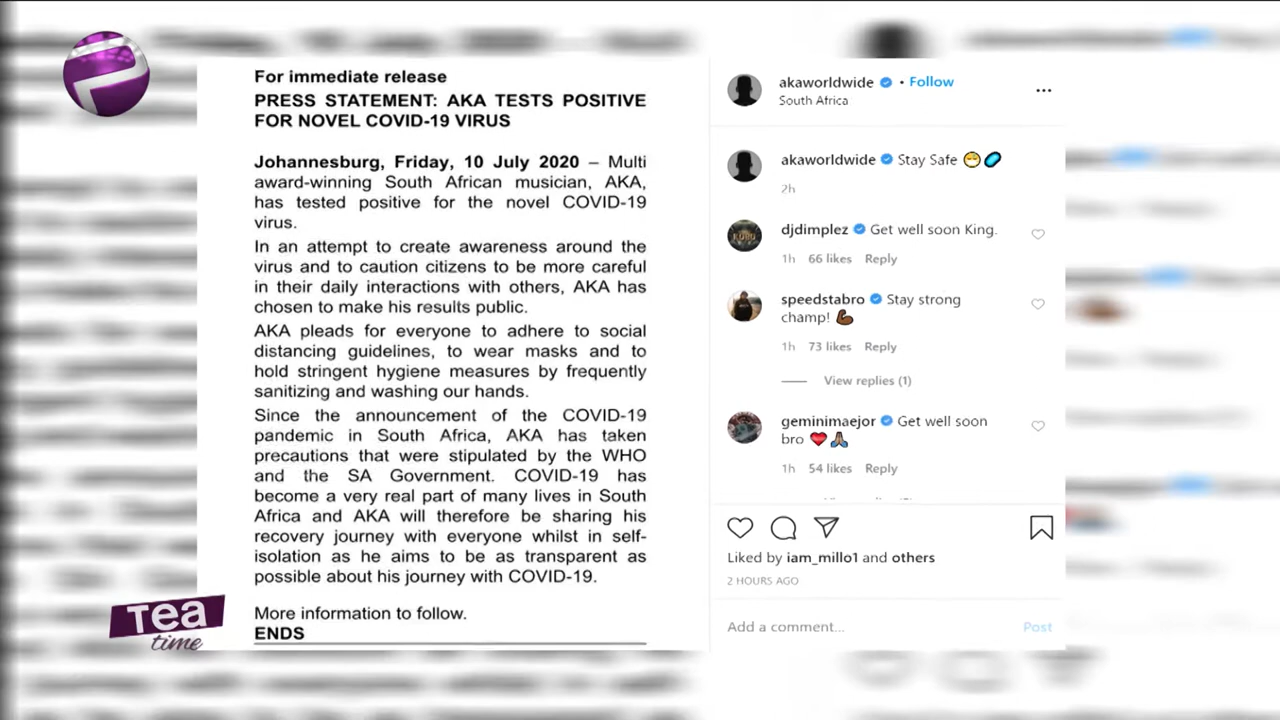 For immediate release
PRESS STATEMENT: AKA TESTS POSITIVE
FOR NOVEL COVID-19 VIRUS
Johannesburg, Friday, 10 July 2020 – Multi
award-winning South African musician, AKA,
has tested positive for the novel COVID-19
virus.
In an attempt to create awareness around the
virus and to caution citizens to be more careful
in their daily interactions with others, AKA has
chosen to make his results public.
AKA pleads for everyone to adhere to social
distancing guidelines, to wear masks and to
hold stringent hygiene measures by frequently
sanitizing and washing our hands.
Since the announcement of the COVID-19
pandemic in South Africa, AKA has taken
precautions that were stipulated by the WHO
and the SA Government. COVID-19 has
become a very real part of many lives in South
Africa and AKA will therefore be sharing his
recovery journey with everyone whilst in self-
isolation as he aims to be as transparent as
possible about his journey with COVID-19.
More information to follow.
ENDS
Tea
time
akaworldwide • Follow
South Africa
akaworldwide Stay Safe 😷🧼
2h
djdimplez Get well soon King.
1h 66 likes Reply
speedstabro Stay strong
champ! 💪🏾
1h 73 likes Reply
View replies (1)
geminimaejor Get well soon
bro ❤️🙏🏽
1h 54 likes Reply
Liked by iam_millo1 and others
2 HOURS AGO
Add a comment...
Post